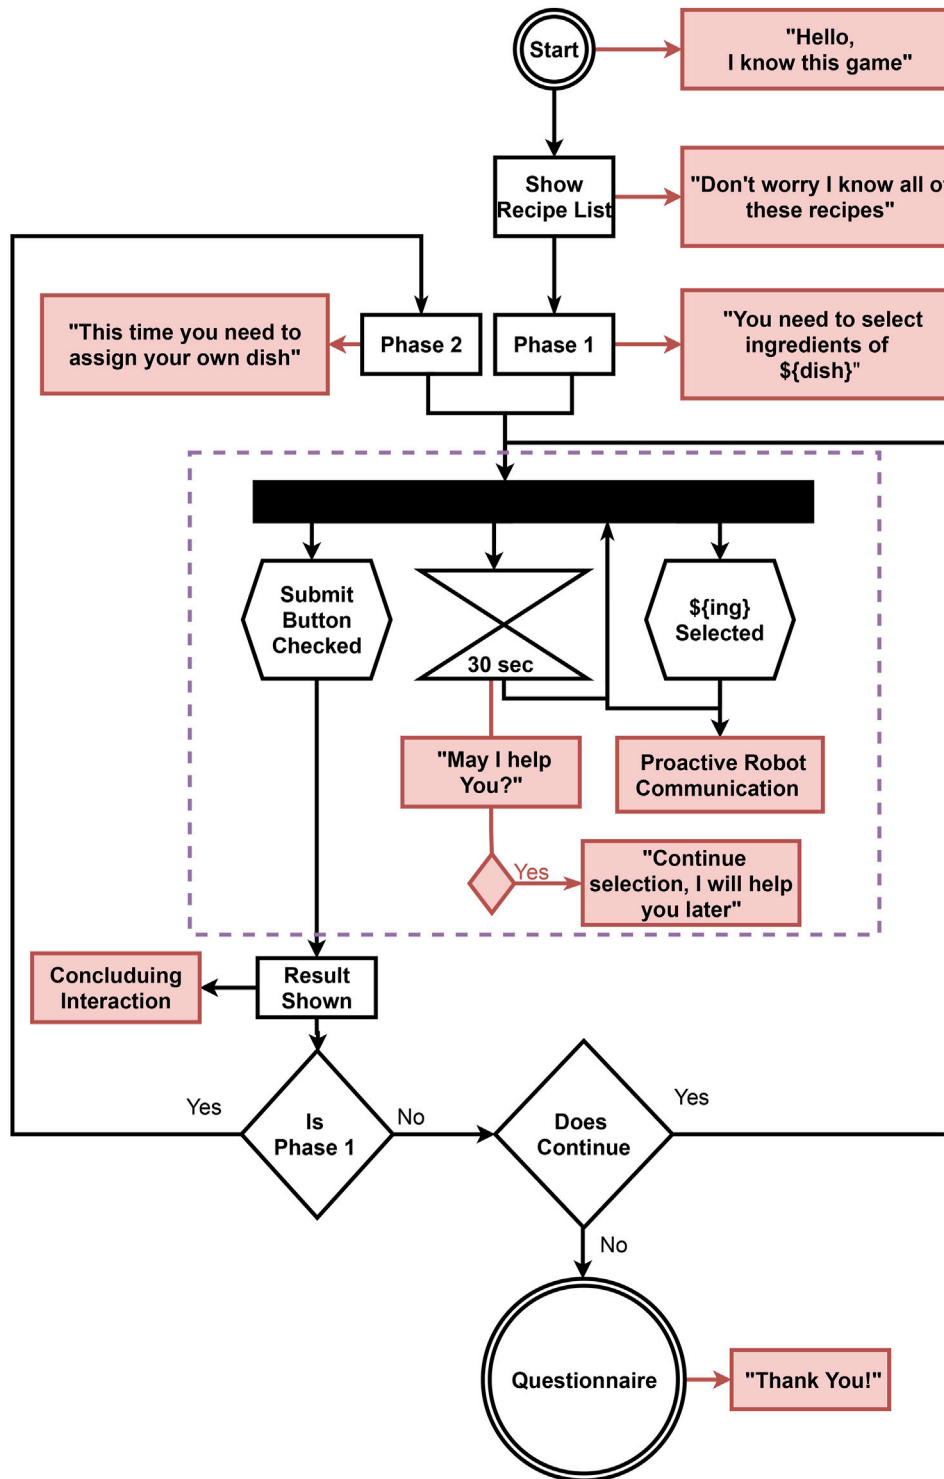 Start
"Hello,
I know this game"
Show
Recipe List
"Don't worry I know all of
these recipes"
"This time you need to
assign your own dish"
Phase 2
Phase 1
"You need to select
ingredients of
${dish}"
Submit
Button
Checked
30 sec
${ing}
Selected
"May I help
You?"
Proactive Robot
Communication
Yes
"Continue
selection, I will help
you later"
Concluduing
Interaction
Result
Shown
Yes
Is
Phase 1
No
Does
Continue
Yes
No
Questionnaire
"Thank You!"